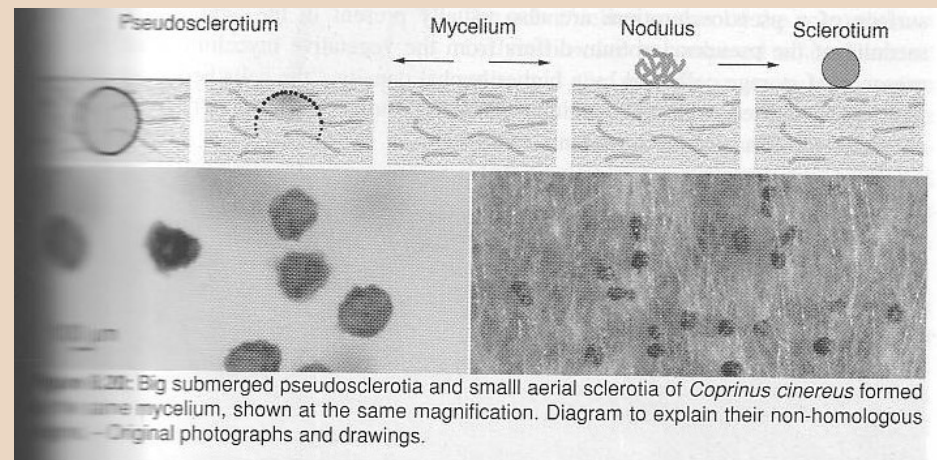 Pseudosclerotium Mycelium Nodulus Sclerotium
Big submerged pseudosclerotia and smalll aerial sclerotia of Coprinus cinereus formed
mycelium, shown at the same magnification. Diagram to explain their non-homologous
– Original photographs and drawings.